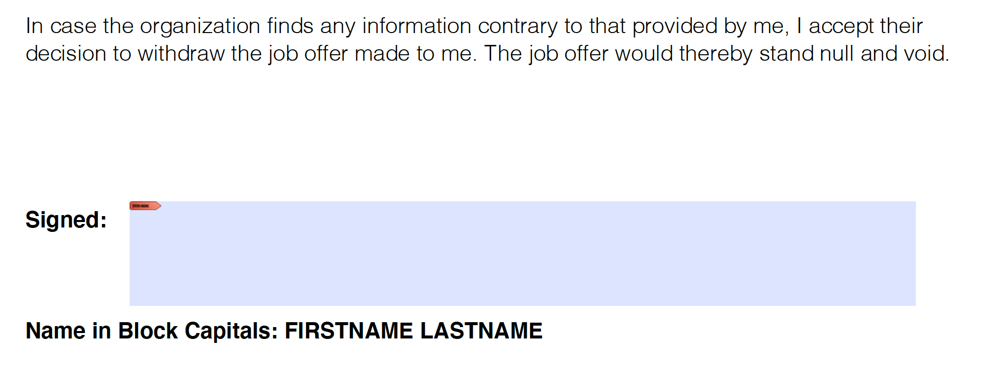 In case the organization finds any information contrary to that provided by me, I accept their
decision to withdraw the job offer made to me. The job offer would thereby stand null and void.
Signed:
Name in Block Capitals: FIRSTNAME LASTNAME